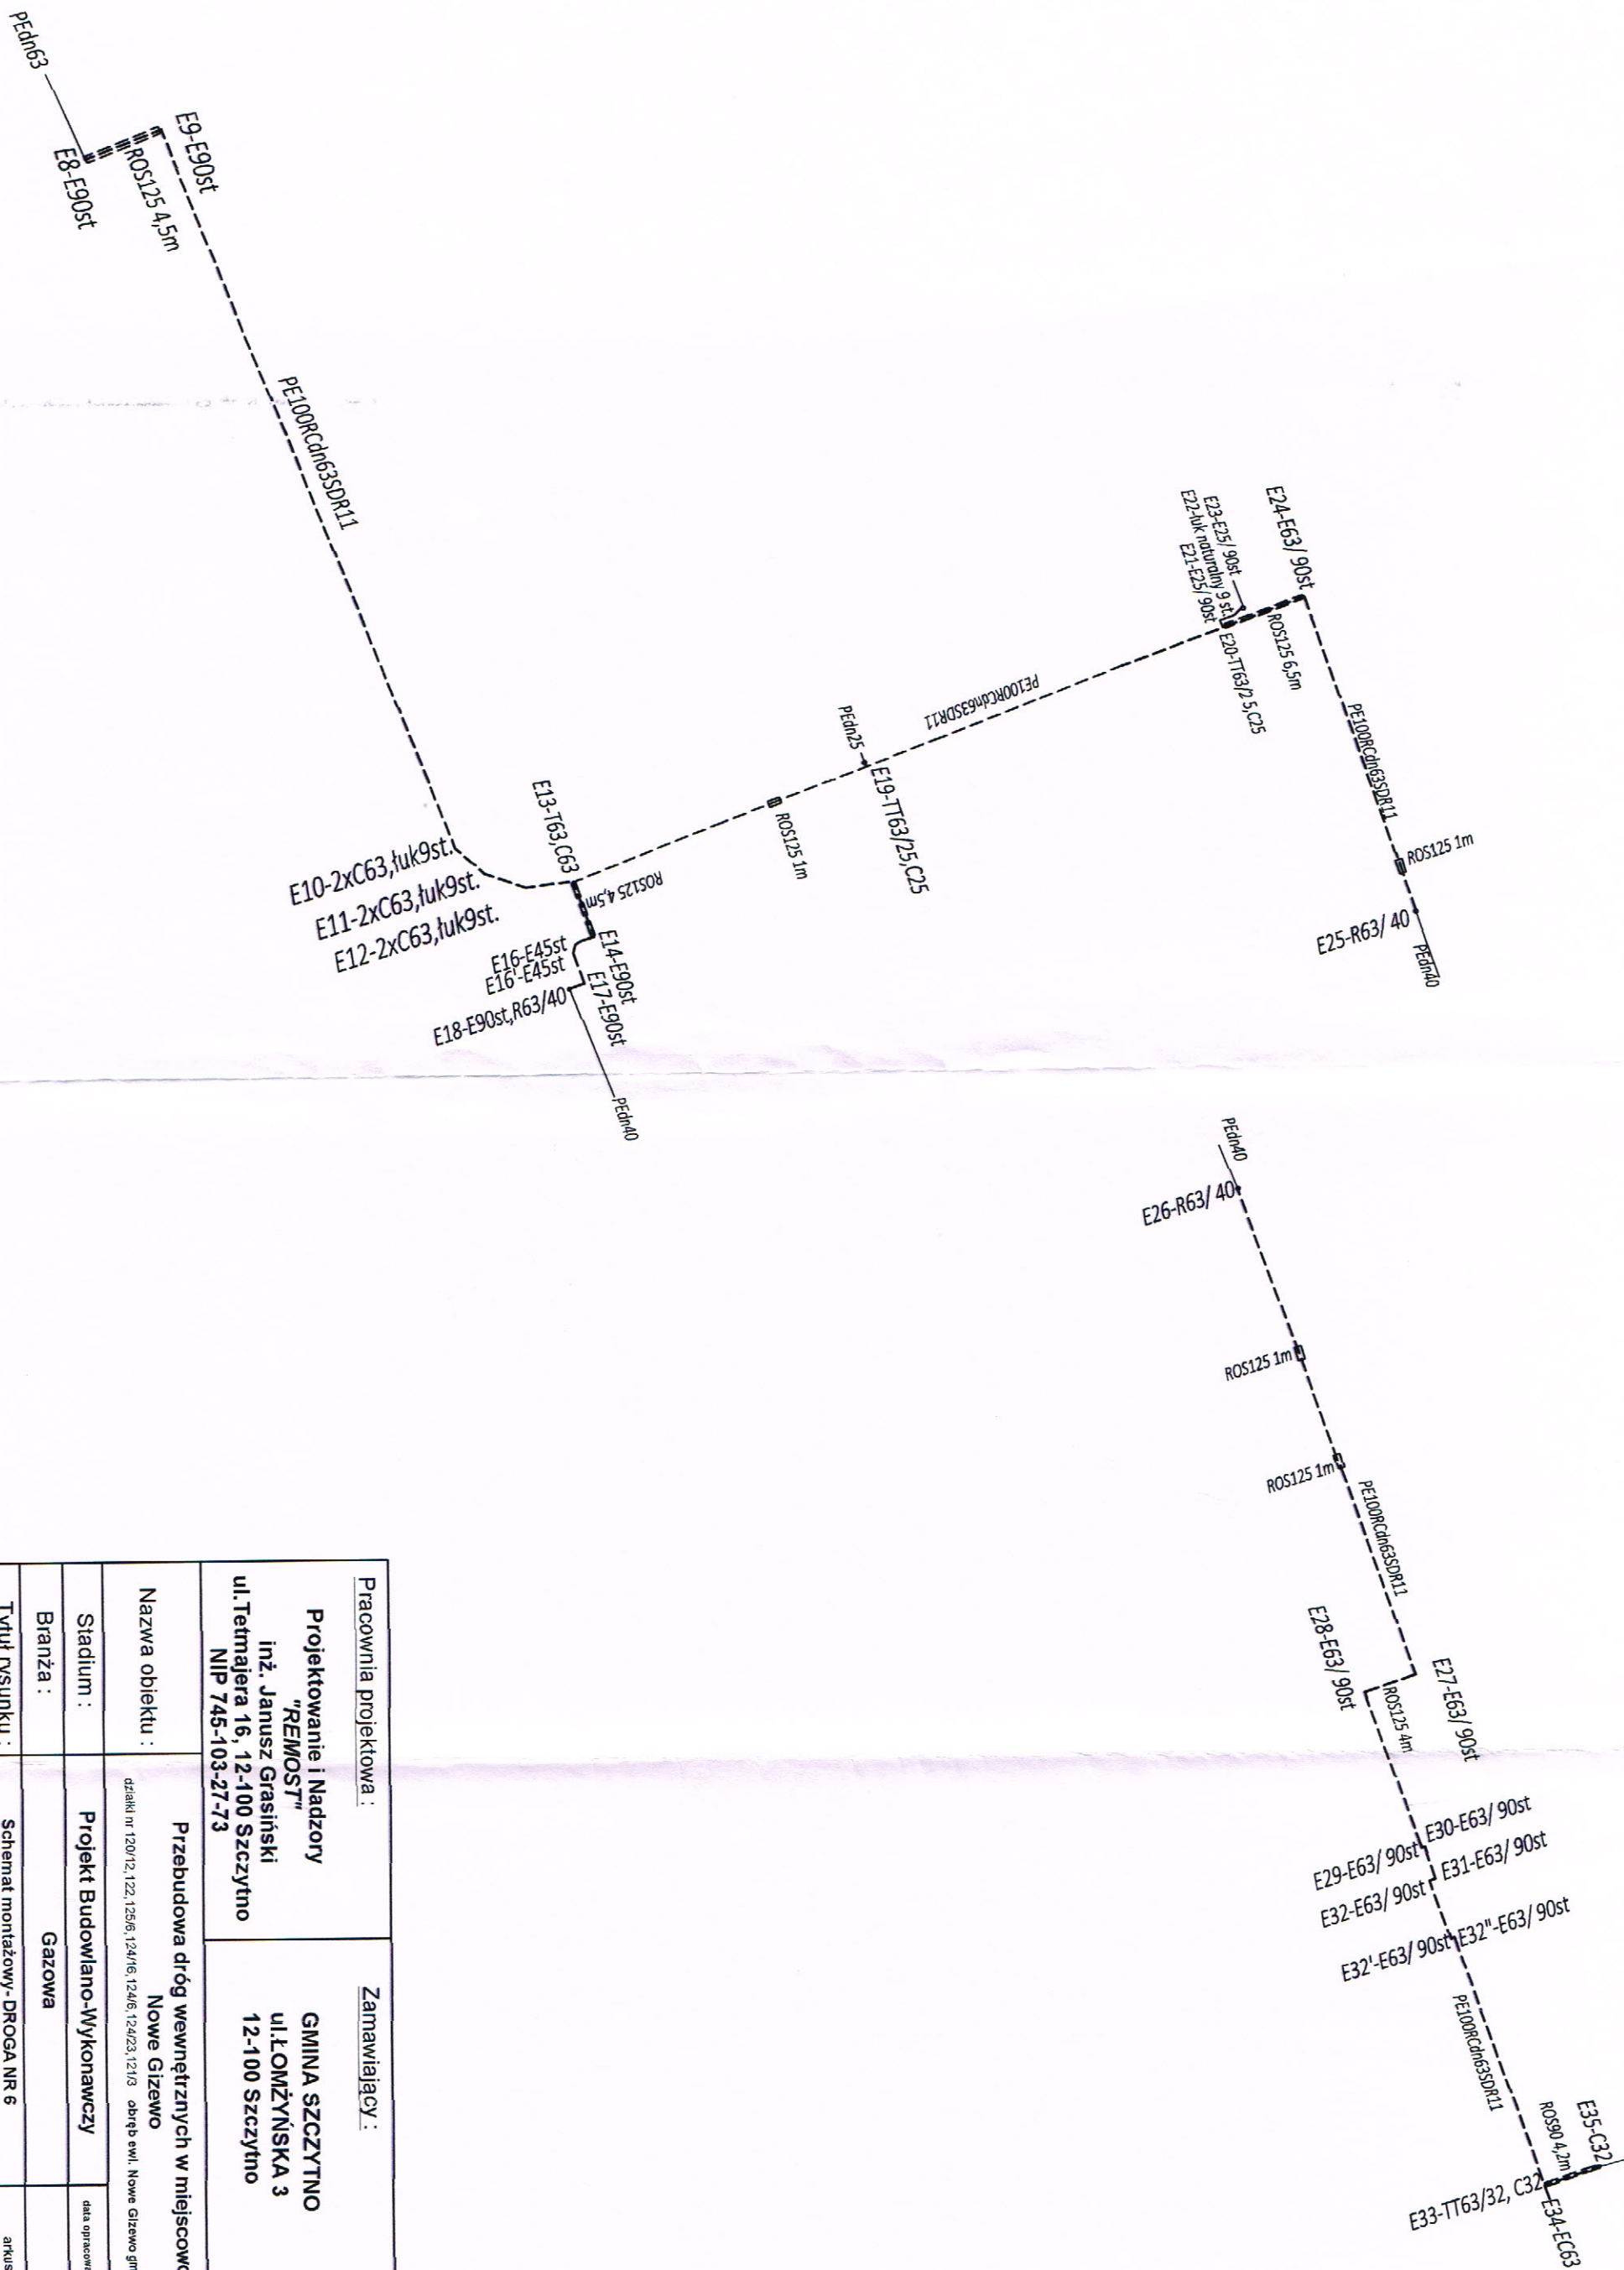 PEdn63
E8-E90st
ROS125 4,5m
E9-E90st
PE100RCdn63SDR11
E10-2xC63,łuk9st.
E11-2xC63,łuk9st.
E12-2xC63,łuk9st.
E13-T63,C63
ROS125 4,5m
E14-E90st
E16-E45st
E16'-E45st
E17-E90st
E18-E90st,R63/40
PEdn40
ROS125 1m
PEdn25
E19-TT63/25,C25
PE100RCdn63SDR11
E20-TT63/2 5,C25
E21-E25/ 90st
E22-łuk naturalny 9 st.
E23-E25/ 90st
ROS125 6,5m
E24-E63/ 90st
PE100RCdn63SDR11
ROS125 1m
E25-R63/ 40
PEdn40
PEdn40
E26-R63/ 40
ROS125 1m
ROS125 1m
PE100RCdn63SDR11
E27-E63/ 90st
ROS125 4m
E28-E63/ 90st
E29-E63/ 90st
E30-E63/ 90st
E31-E63/ 90st
E32-E63/ 90st
E32'-E63/ 90st
E32"-E63/ 90st
PE100RCdn63SDR11
E33-TT63/32, C32
E34-EC63
ROS90 4,2m
E35-C32
Pracownia projektowa :
Projektowanie i Nadzory
"REMOST"
inż. Janusz Grasiński
ul.Tetmajera 16, 12-100 Szczytno
NIP 745-103-27-73
Zamawiający :
GMINA SZCZYTNO
ul.ŁOMŻYŃSKA 3
12-100 Szczytno
Nazwa obiektu :
Przebudowa dróg wewnętrznych w miejscowo
Nowe Gizewo
działki nr 120/12,122,125/6,124/16,124/6,124/23,121/3 obręb ewi. Nowe Gizewo gm
Stadium :
Projekt Budowlano-Wykonawczy
data opracowa
Branża :
Gazowa
Tytuł rysunku :
Schemat montażowy- DROGA NR 6
arkus